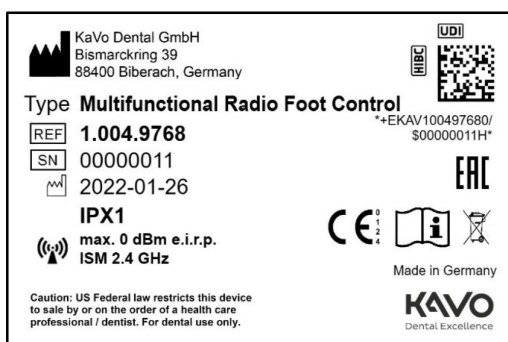 KaVo Dental GmbH
Bismarckring 39
88400 Biberach, Germany
UDI
HIBC
Type Multifunctional Radio Foot Control
*+EKAV100497680/
$00000011H*
REF 1.004.9768
SN 00000011
2022-01-26
EAC
IPX1
max. 0 dBm e.i.r.p.
ISM 2.4 GHz
CE 0124
i
Made in Germany
Caution: US Federal law restricts this device
to sale by or on the order of a health care
professional / dentist. For dental use only.
KAVO
Dental Excellence